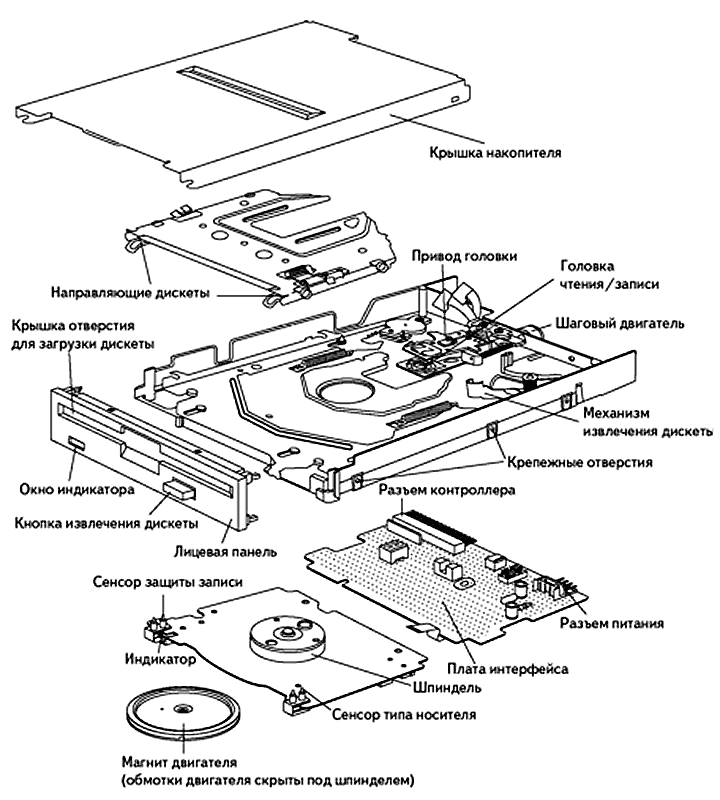 Крышка накопителя
Привод головки
Головка
чтения/записи
Направляющие дискеты
Крышка отверстия
для загрузки дискеты
Шаговый двигатель
Механизм
извлечения дискеты
Крепежные отверстия
Окно индикатора
Разъем контроллера
Кнопка извлечения дискеты
Лицевая панель
Сенсор защиты записи
Разъем питания
Индикатор
Плата интерфейса
Шпиндель
Сенсор типа носителя
Магнит двигателя
(обмотки двигателя скрыты под шпинделем)